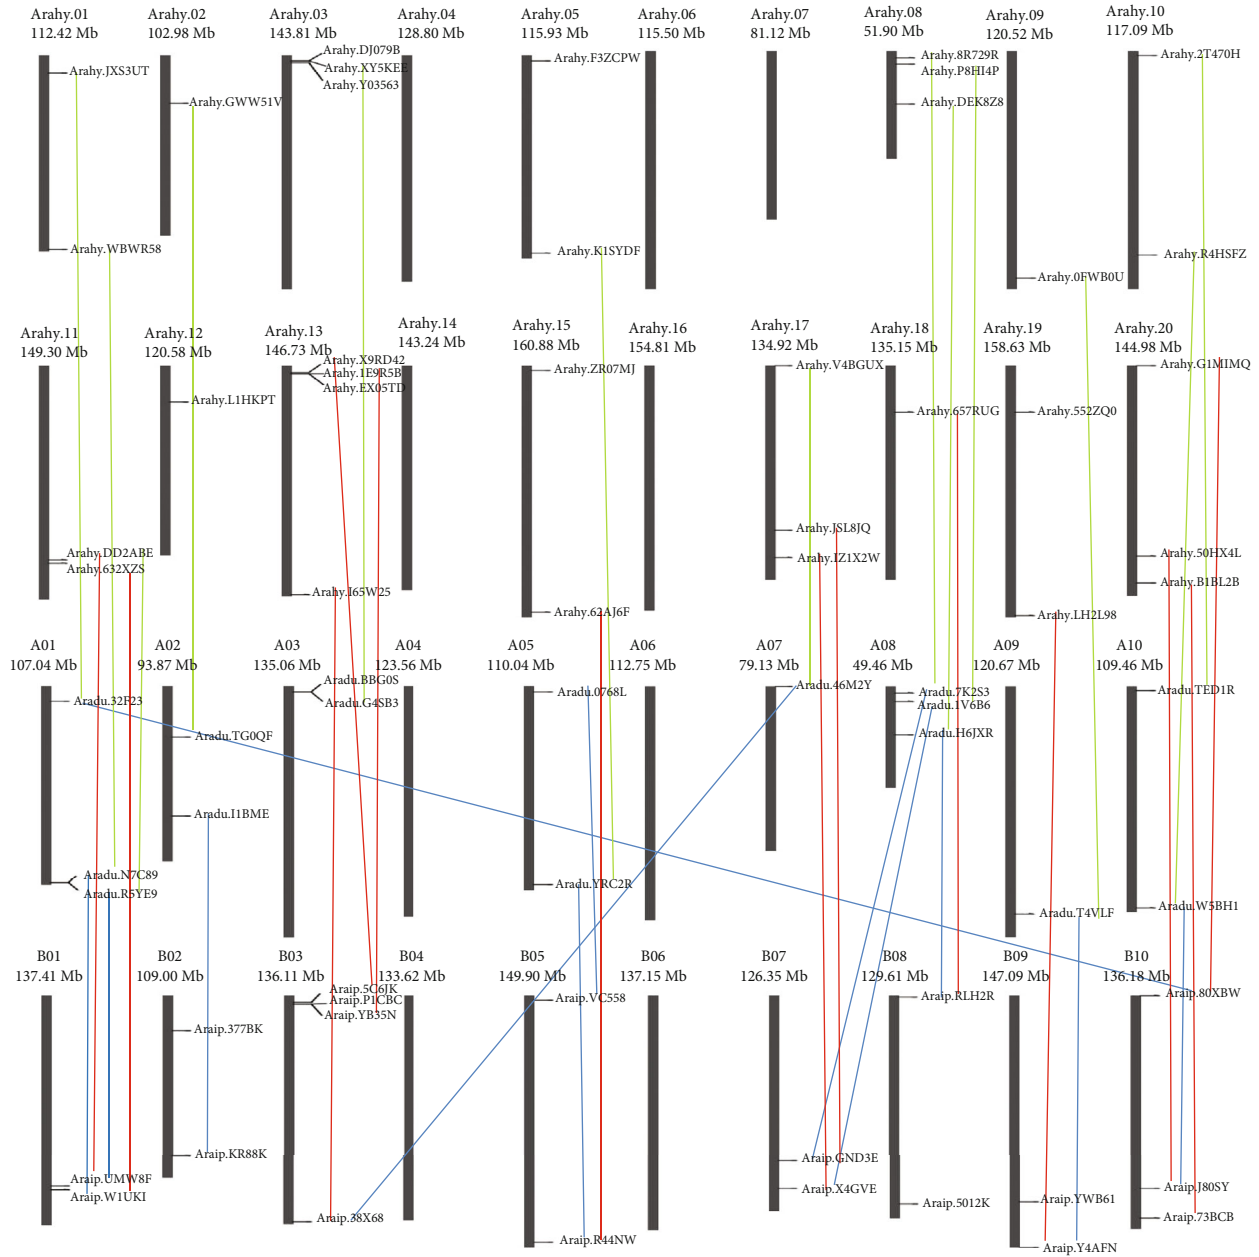 Arahy.01 Arahy.02 Arahy.03 Arahy.04 Arahy.05 Arahy.06 Arahy.07 Arahy.08 Arahy.09 Arahy.10
112.42 Mb 102.98 Mb 143.81 Mb 128.80 Mb 115.93 Mb 115.50 Mb 81.12 Mb 51.90 Mb 120.52 Mb 117.09 Mb
Arahy.JXS3UT
Arahy.WBWR58
Arahy.GWW51V
Arahy.DJ079B
Arahy.XY5KEE
Arahy.Y03563
Arahy.F3ZCPW
Arahy.K1SYDF
Arahy.8R729R
Arahy.P8HI4P
Arahy.DEK8Z8
Arahy.0FWB0U
Arahy.2T470H
Arahy.R4HSFZ
Arahy.11 Arahy.12 Arahy.13 Arahy.14 Arahy.15 Arahy.16 Arahy.17 Arahy.18 Arahy.19 Arahy.20
149.30 Mb 120.58 Mb 146.73 Mb 143.24 Mb 160.88 Mb 154.81 Mb 134.92 Mb 135.15 Mb 158.63 Mb 144.98 Mb
Arahy.DD2ABE
Arahy.632XZS
Arahy.L1HKPT
Arahy.X9RD42
Arahy.1E9R5B
Arahy.EX05TD
Arahy.I65W25
Arahy.ZR07MJ
Arahy.62AJ6F
Arahy.V4BGUX
Arahy.JSL8JQ
Arahy.IZ1X2W
Arahy.657RUG
Arahy.552ZQ0
Arahy.LH2L98
Arahy.G1MIMQ
Arahy.50HX4L
Arahy.B1BL2B
A01 A02 A03 A04 A05 A06 A07 A08 A09 A10
107.04 Mb 93.87 Mb 135.06 Mb 123.56 Mb 110.04 Mb 112.75 Mb 79.13 Mb 49.46 Mb 120.67 Mb 109.46 Mb
Aradu.32F23
Aradu.N7C89
Aradu.R5YE9
Aradu.TG0QF
Aradu.I1BME
Aradu.BBG0S
Aradu.G4SB3
Aradu.0768L
Aradu.YRC2R
Aradu.46M2Y
Aradu.7K2S3
Aradu.1V6B6
Aradu.H6JXR
Aradu.T4VLF
Aradu.TED1R
Aradu.W5BH1
B01 B02 B03 B04 B05 B06 B07 B08 B09 B10
137.41 Mb 109.00 Mb 136.11 Mb 133.62 Mb 149.90 Mb 137.15 Mb 126.35 Mb 129.61 Mb 147.09 Mb 136.18 Mb
Araip.UMW8F
Araip.W1UKI
Araip.377BK
Araip.KR88K
Araip.5C6JK
Araip.P1CBC
Araip.YB35N
Araip.38X68
Araip.VC558
Araip.R44NW
Araip.GND3E
Araip.X4GVE
Araip.RLH2R
Araip.5012K
Araip.YWB61
Araip.Y4AFN
Araip.80XBW
Araip.J80SY
Araip.73BCB